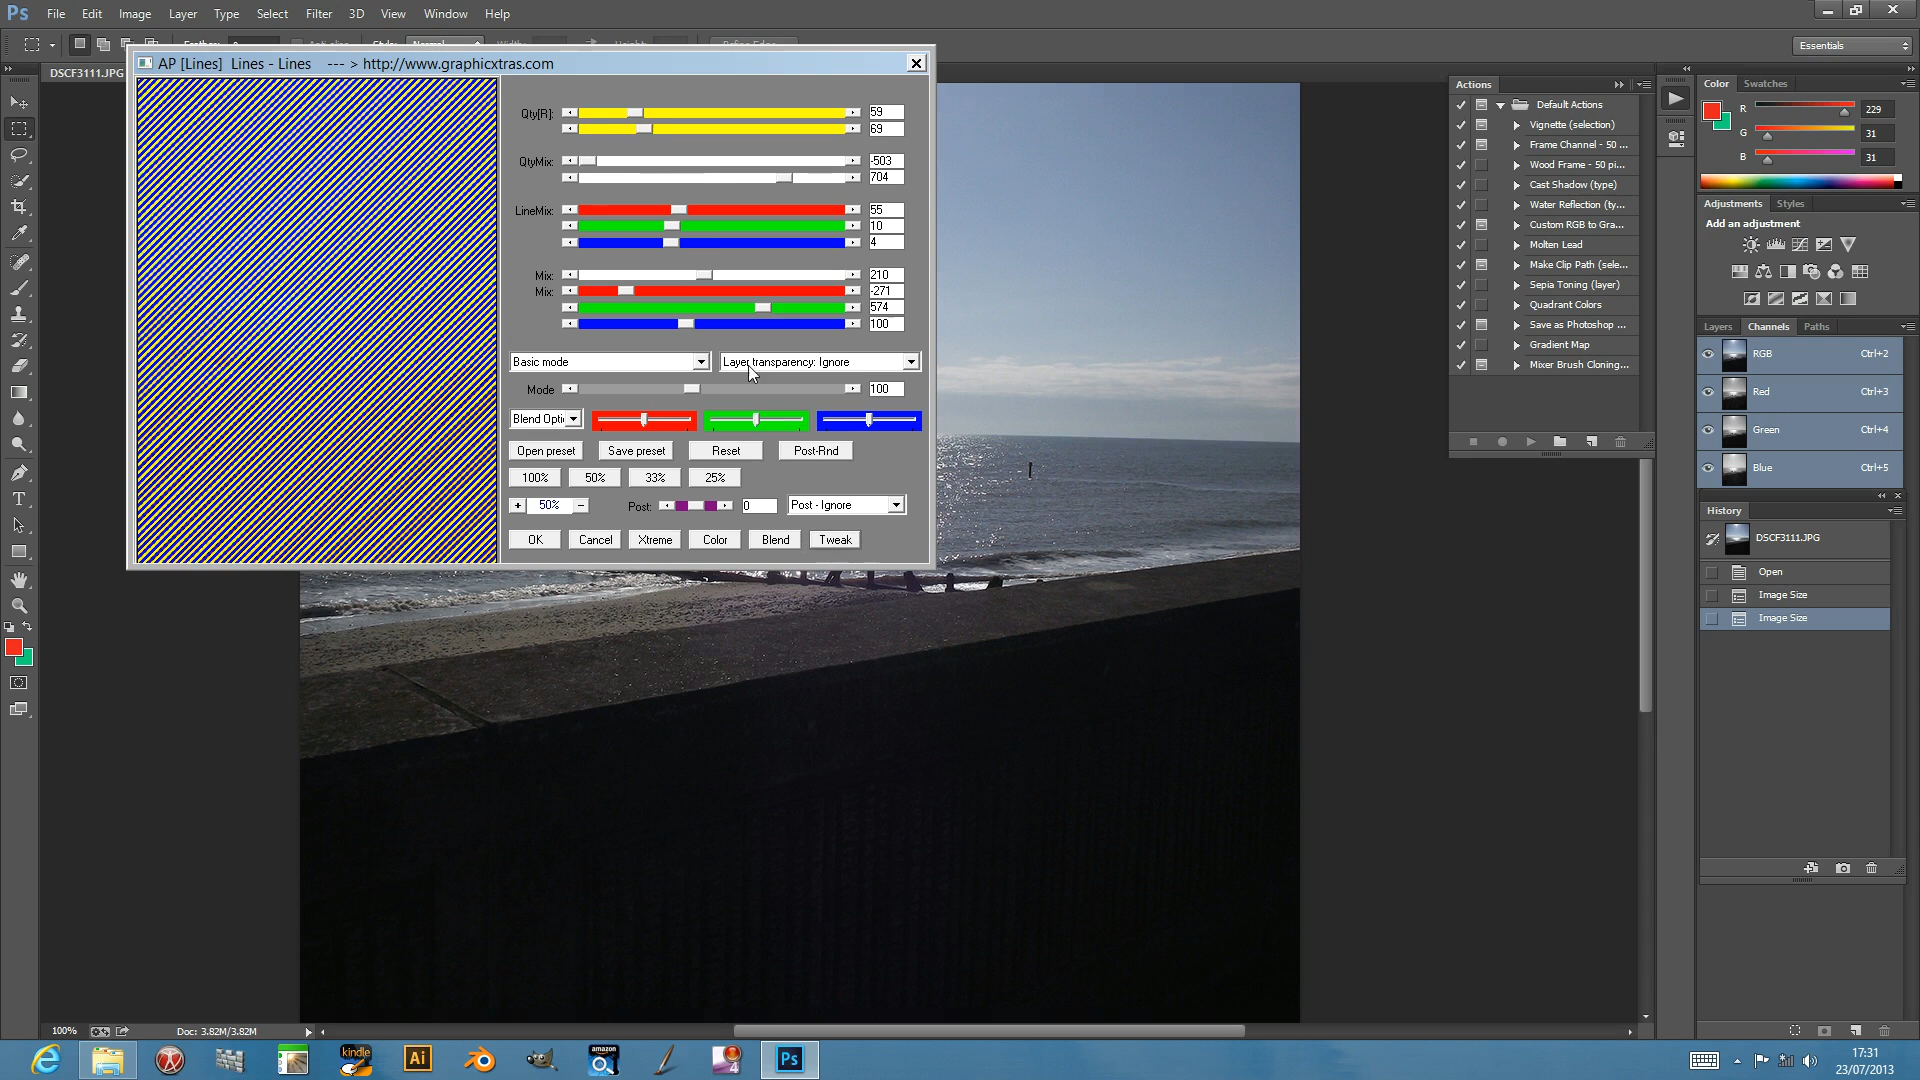 Ps File Edit Image Layer Type Select Filter 3D View Window Help
Essentials
DSCF3111.JPG
AP [Lines] Lines - Lines --- > http://www.graphicxtras.com
Qty[R]: 59
69
QtyMix: -503
704
LineMix: 55
10
4
Mix: 210
Mix: -271
574
100
Basic mode Layer transparency: Ignore
Mode 100
Blend Opti
Open preset Save preset Reset Post-Rnd
100% 50% 33% 25%
+ 50% − Post: 0 Post - Ignore
OK Cancel Xtreme Color Blend Tweak
Actions
Default Actions
Vignette (selection)
Frame Channel - 50 ...
Wood Frame - 50 pi...
Cast Shadow (type)
Water Reflection (ty...
Custom RGB to Gra...
Molten Lead
Make Clip Path (sele...
Sepia Toning (layer)
Quadrant Colors
Save as Photoshop ...
Gradient Map
Mixer Brush Cloning...
Color Swatches
R 229
G 31
B 31
Adjustments Styles
Add an adjustment
Layers Channels Paths
RGB Ctrl+2
Red Ctrl+3
Green Ctrl+4
Blue Ctrl+5
History
DSCF3111.JPG
Open
Image Size
Image Size
100% Doc: 3.82M/3.82M
kindle Ai amazon 4 Ps
17:31
23/07/2013